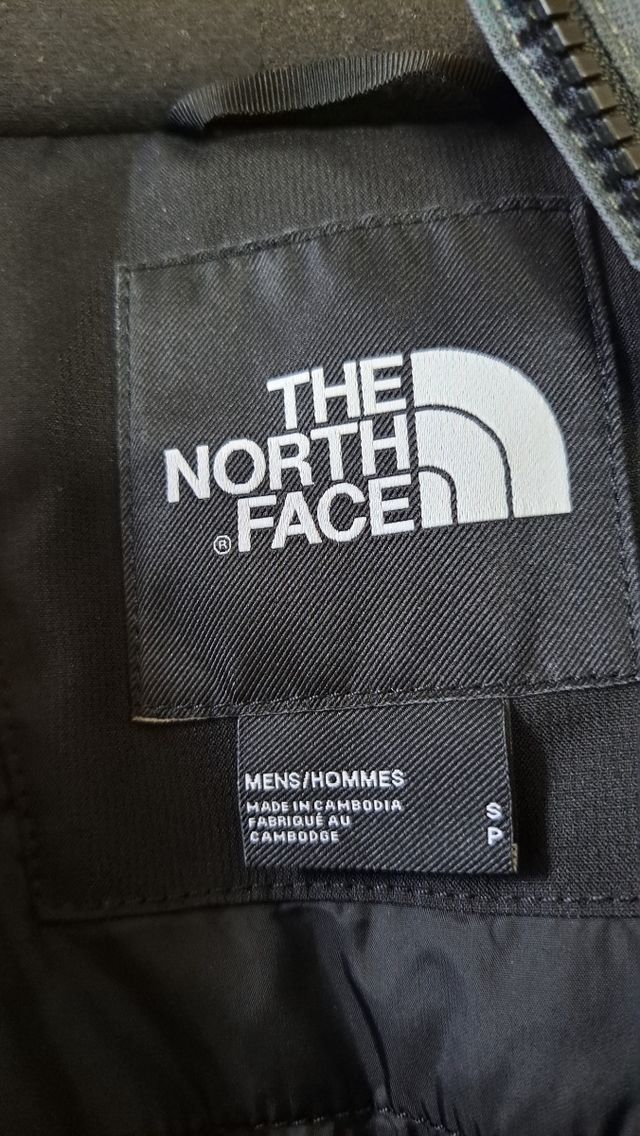 THE
NORTH
FACE
®
MENS/HOMMES
MADE IN CAMBODIA
FABRIQUÉ AU
CAMBODGE
S
P